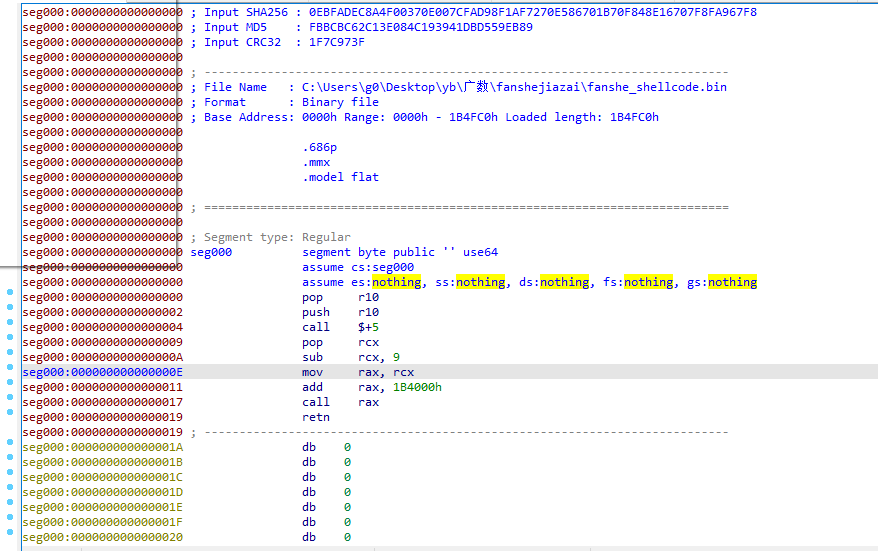 seg000:0000000000000000 ; Input SHA256 : 0EBFADEC8A4F00370E007CFAD98F1AF7270E586701B70F848E16707F8FA967F8
seg000:0000000000000000 ; Input MD5    : FBBCBC62C13E084C193941DBD559EB89
seg000:0000000000000000 ; Input CRC32  : 1F7C973F
seg000:0000000000000000
seg000:0000000000000000 ; ---------------------------------------------------------------------------
seg000:0000000000000000 ; File Name   : C:\Users\g0\Desktop\yb\广数\fanshejiazai\fanshe_shellcode.bin
seg000:0000000000000000 ; Format      : Binary file
seg000:0000000000000000 ; Base Address: 0000h Range: 0000h - 1B4FC0h Loaded length: 1B4FC0h
seg000:0000000000000000
seg000:0000000000000000                 .686p
seg000:0000000000000000                 .mmx
seg000:0000000000000000                 .model flat
seg000:0000000000000000
seg000:0000000000000000 ; ===========================================================================
seg000:0000000000000000
seg000:0000000000000000 ; Segment type: Regular
seg000:0000000000000000 seg000          segment byte public '' use64
seg000:0000000000000000                 assume cs:seg000
seg000:0000000000000000                 assume es:nothing, ss:nothing, ds:nothing, fs:nothing, gs:nothing
seg000:0000000000000000                 pop     r10
seg000:0000000000000002                 push    r10
seg000:0000000000000004                 call    $+5
seg000:0000000000000009                 pop     rcx
seg000:000000000000000A                 sub     rcx, 9
seg000:000000000000000E                 mov     rax, rcx
seg000:0000000000000011                 add     rax, 1B4000h
seg000:0000000000000017                 call    rax
seg000:0000000000000019                 retn
seg000:0000000000000019 ; ---------------------------------------------------------------------------
seg000:000000000000001A                 db    0
seg000:000000000000001B                 db    0
seg000:000000000000001C                 db    0
seg000:000000000000001D                 db    0
seg000:000000000000001E                 db    0
seg000:000000000000001F                 db    0
seg000:0000000000000020                 db    0